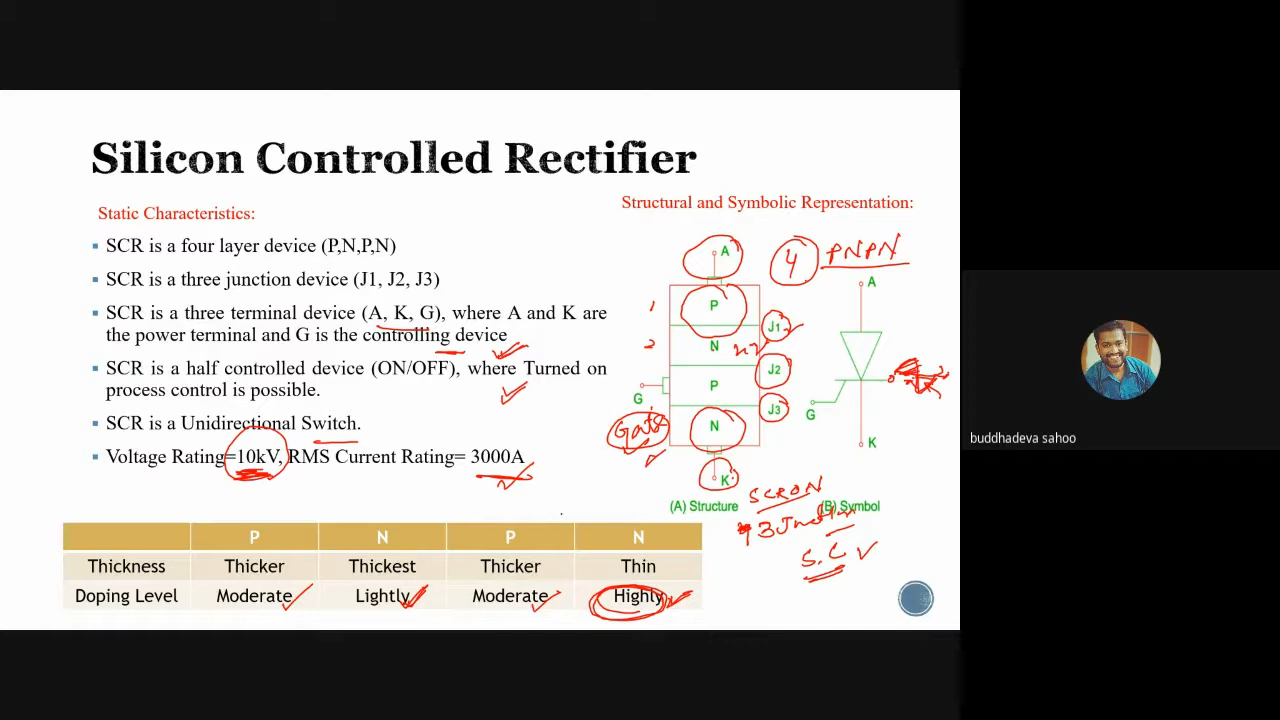 Silicon Controlled Rectifier
Static Characteristics:
▪ SCR is a four layer device (P,N,P,N)
▪ SCR is a three junction device (J1, J2, J3)
▪ SCR is a three terminal device (A, K, G), where A and K are
the power terminal and G is the controlling device
▪ SCR is a half controlled device (ON/OFF), where Turned on
process control is possible.
▪ SCR is a Unidirectional Switch.
▪ Voltage Rating=10kV, RMS Current Rating= 3000A
Structural and Symbolic Representation:
A
4 PNPN
A
1 P
J1
2 N
J2
P
G
J3
Gate
N
K
G
K
(A) Structure
(B) Symbol
SCR ON
3 Junction
S.C
P N P N
Thickness Thicker Thickest Thicker Thin
Doping Level Moderate Lightly Moderate Highly
buddhadeva sahoo